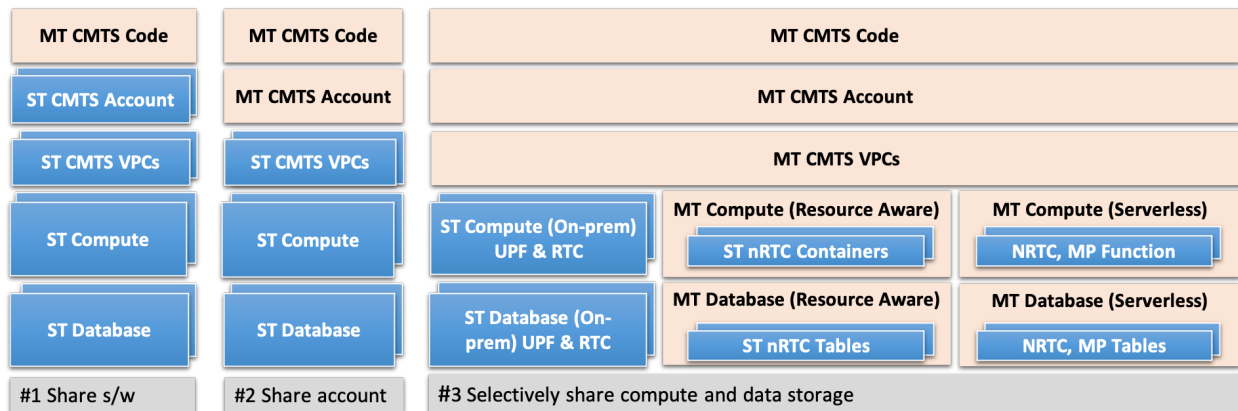 MT CMTS Code
ST CMTS Account
ST CMTS VPCs
ST Compute
ST Database
#1 Share s/w
MT CMTS Code
MT CMTS Account
ST CMTS VPCs
ST Compute
ST Database
#2 Share account
MT CMTS Code
MT CMTS Account
MT CMTS VPCs
ST Compute (On-prem)
UPF & RTC
MT Compute (Resource Aware)
ST nRTC Containers
MT Compute (Serverless)
NRTC, MP Function
ST Database (On-
prem) UPF & RTC
MT Database (Resource Aware)
ST nRTC Tables
MT Database (Serverless)
NRTC, MP Tables
#3 Selectively share compute and data storage